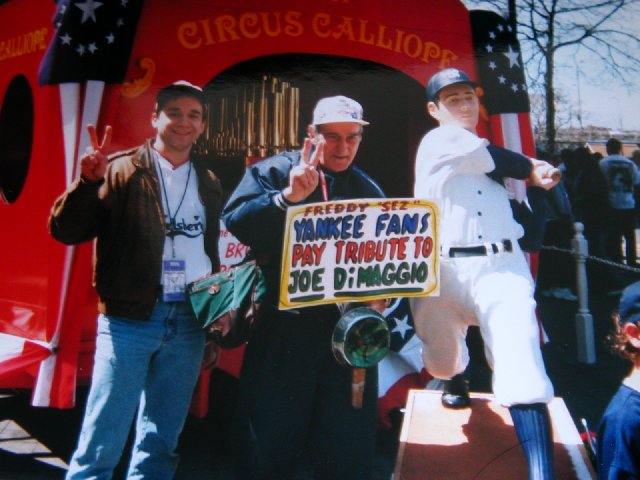 CIRCUS CALLIOPE
CALLIOPE
FREDDY "SEZ"
YANKEE FANS
PAY TRIBUTE TO
JOE DiMAGGIO